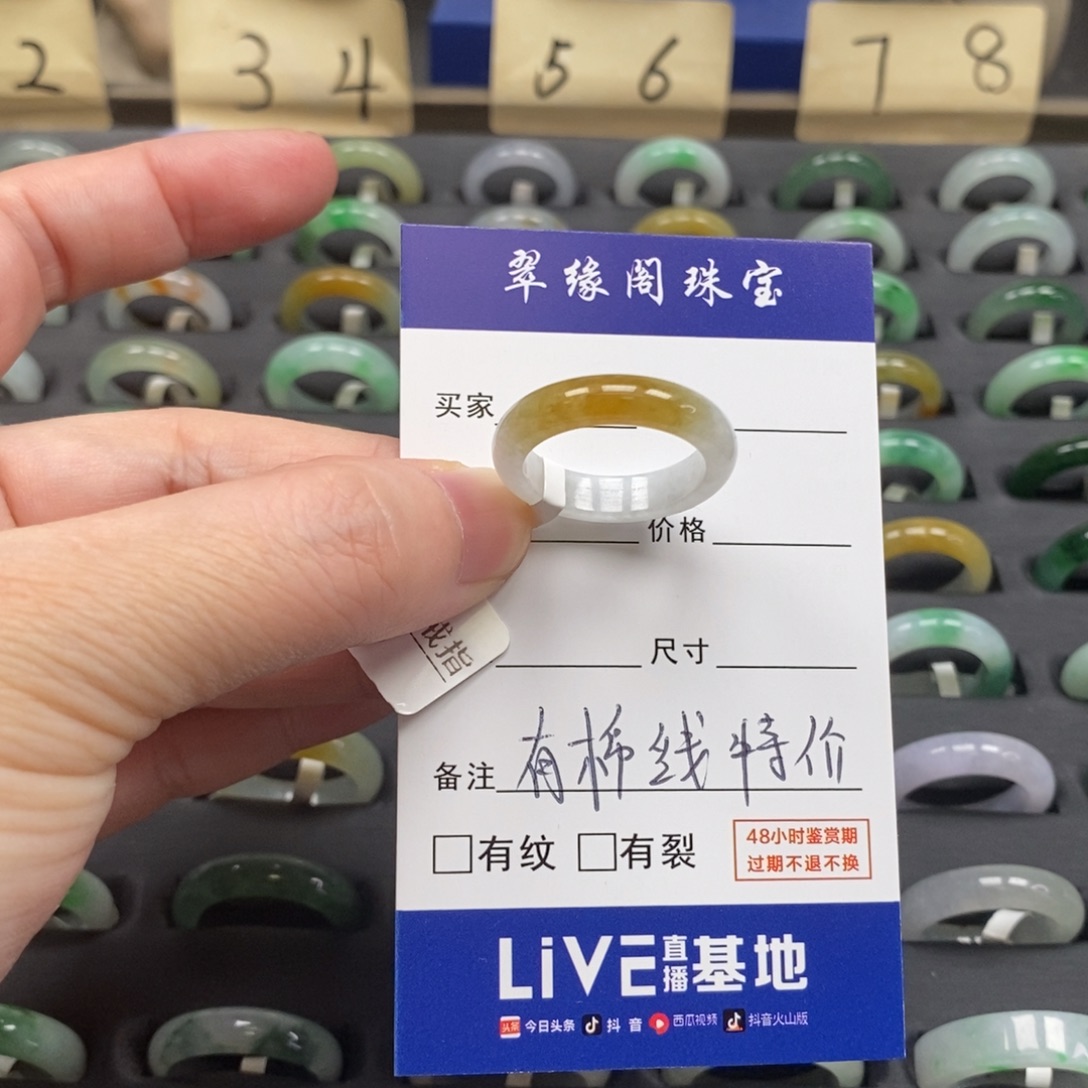 2
3 4
5 6
7 8
翠缘阁珠宝
买家
价格
戒指
尺寸
备注 有棉线特价
□有纹 □有裂
48小时鉴赏期
过期不退不换
LiVE直播基地
头条 今日头条 抖音 西瓜视频 抖音火山版